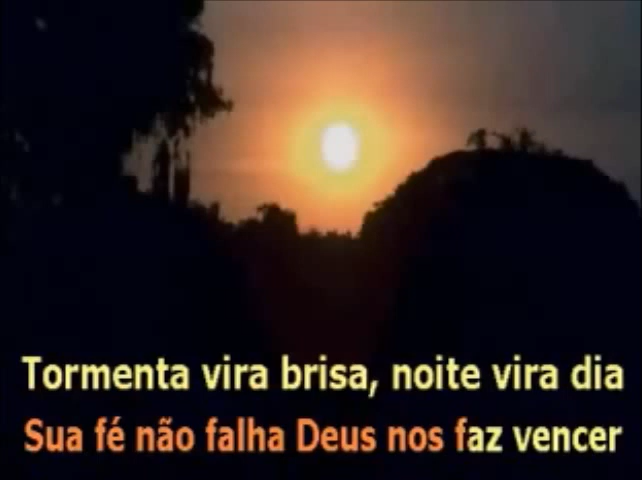 Tormenta vira brisa, noite vira dia
Sua fé não falha Deus nos faz vencer